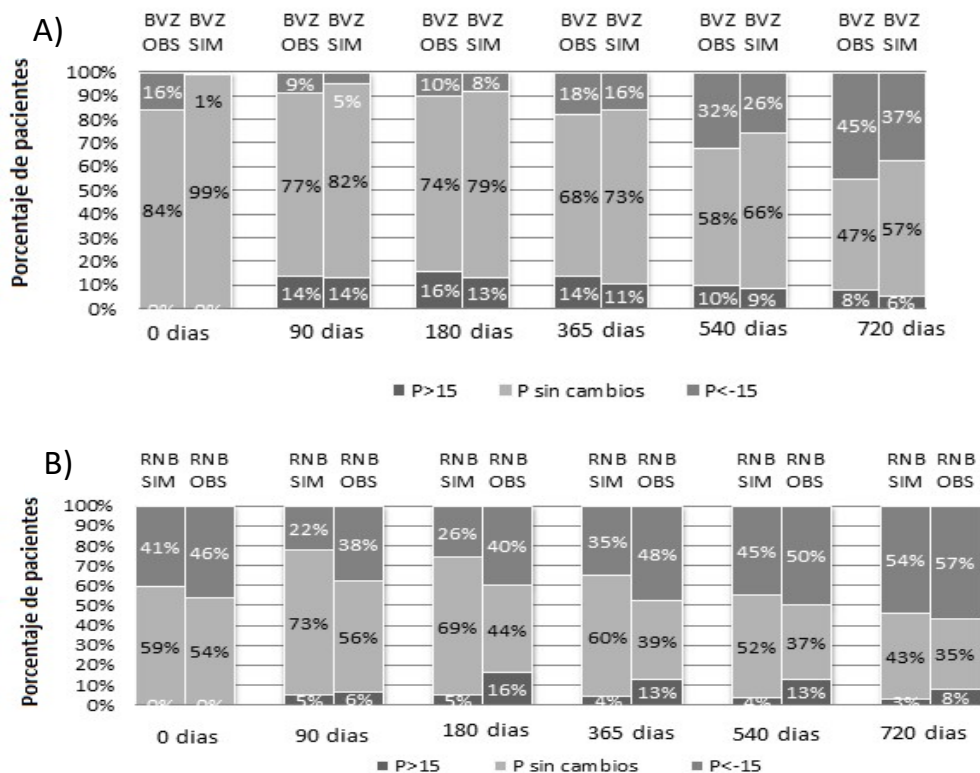 A)
BVZ BVZ BVZ BVZ BVZ BVZ BVZ BVZ BVZ BVZ BVZ BVZ
OBS SIM OBS SIM OBS SIM OBS SIM OBS SIM OBS SIM
Porcentaje de pacientes
100%
90%
80%
70%
60%
50%
40%
30%
20%
10%
0%
16% 1% 9% 5% 10% 8% 18% 16% 32% 26% 45% 37%
84% 99% 77% 82% 74% 79% 68% 73% 58% 66% 47% 57%
0% 0% 14% 14% 16% 13% 14% 11% 10% 9% 8% 6%
0 dias 90 dias 180 dias 365 dias 540 dias 720 dias
P>15 P sin cambios P<-15
B)
RNB RNB RNB RNB RNB RNB RNB RNB RNB RNB RNB RNB
SIM OBS SIM OBS SIM OBS SIM OBS SIM OBS SIM OBS
Porcentaje de pacientes
100%
90%
80%
70%
60%
50%
40%
30%
20%
10%
0%
41% 46% 22% 38% 26% 40% 35% 48% 45% 50% 54% 57%
59% 54% 73% 56% 69% 44% 60% 39% 52% 37% 43% 35%
0% 0% 5% 6% 5% 16% 4% 13% 4% 13% 3% 8%
0 dias 90 dias 180 dias 365 dias 540 dias 720 dias
P>15 P sin cambios P<-15